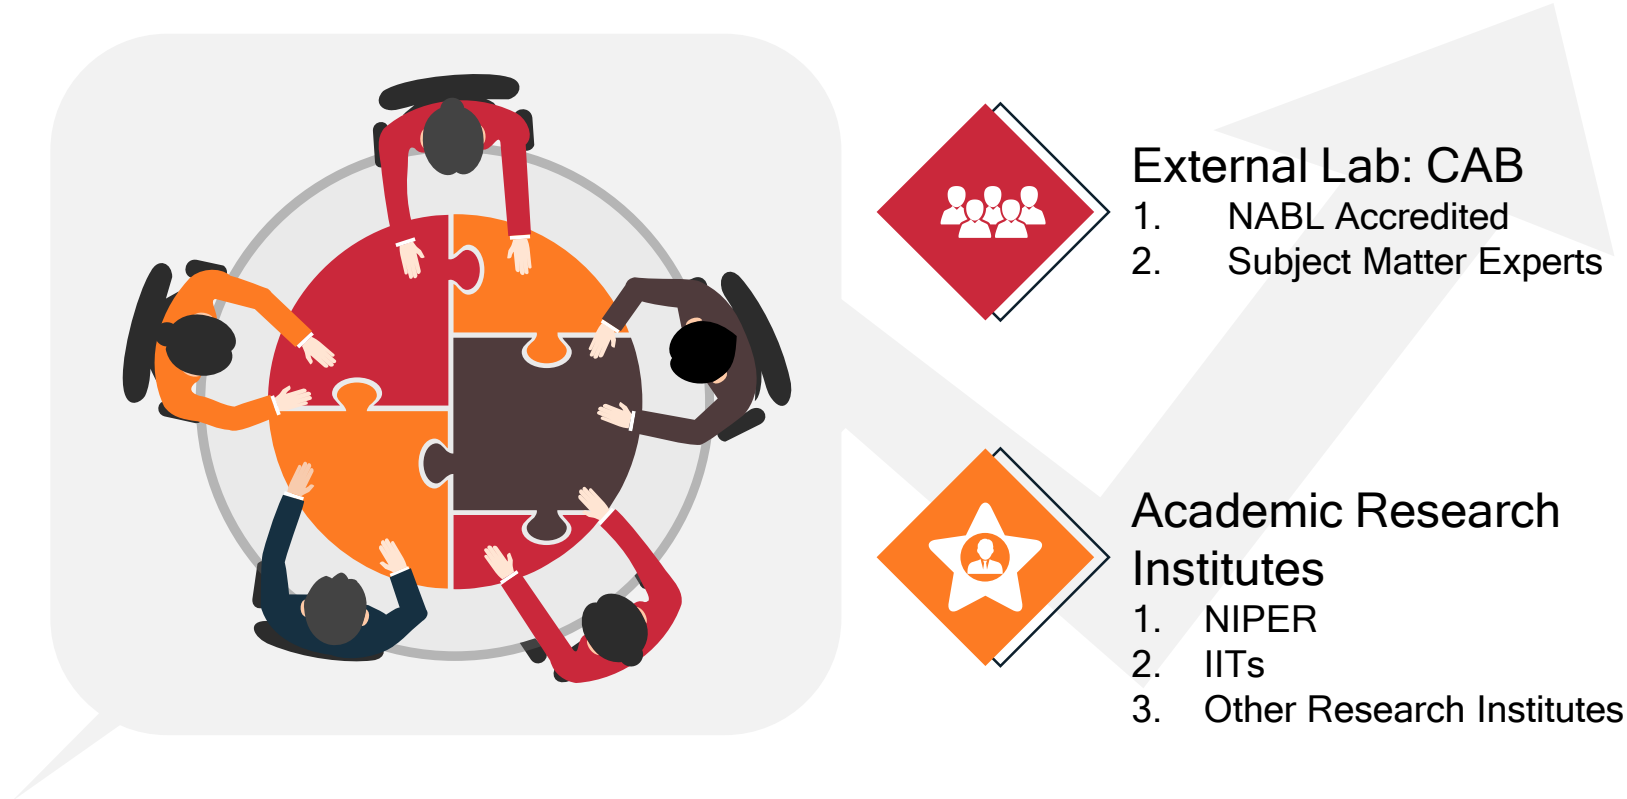 External Lab: CAB
1. NABL Accredited
2. Subject Matter Experts
Academic Research
Institutes
1. NIPER
2. IITs
3. Other Research Institutes